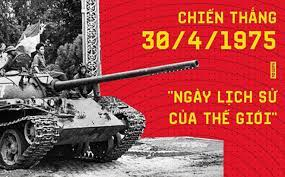 CHIẾN THẮNG
30/4/1975
"NGÀY LỊCH SỬ
CỦA THẾ GIỚI"